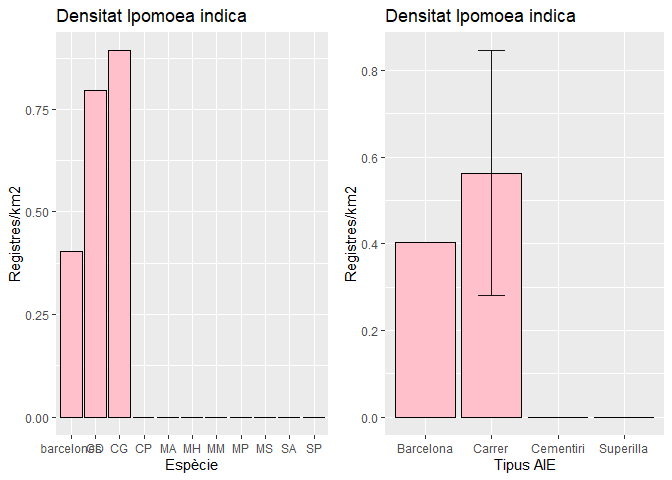 Densitat Ipomoea indica
Registres/km2
0.75
0.50
0.25
0.00
barcelones CD CG CP MA MH MM MP MS SA SP
Espècie
Densitat Ipomoea indica
Registres/km2
0.8
0.6
0.4
0.2
0.0
Barcelona Carrer Cementiri Superilla
Tipus AIE